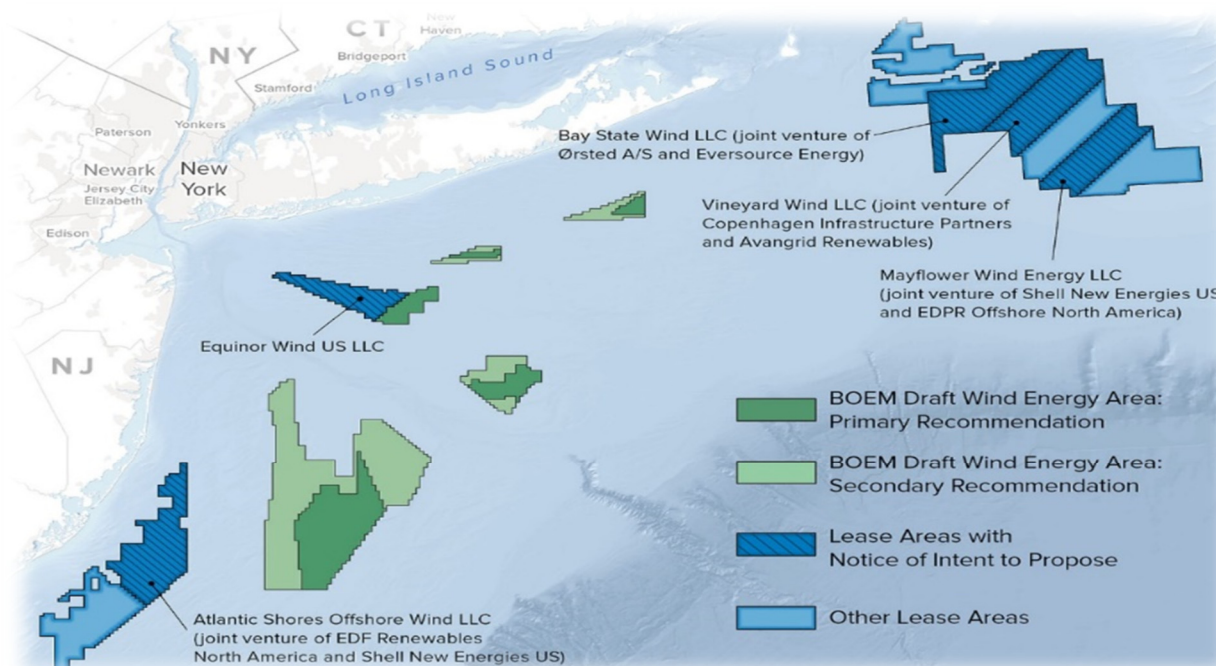 NY
CT
New
Haven
Bridgeport
Stamford
Long Island Sound
Yonkers
Paterson
Newark
New
York
Jersey City
Elizabeth
Edison
NJ
Bay State Wind LLC (joint venture of
Ørsted A/S and Eversource Energy)
Vineyard Wind LLC (joint venture of
Copenhagen Infrastructure Partners
and Avangrid Renewables)
Mayflower Wind Energy LLC
(joint venture of Shell New Energies US
and EDPR Offshore North America)
Equinor Wind US LLC
Atlantic Shores Offshore Wind LLC
(joint venture of EDF Renewables
North America and Shell New Energies US)
BOEM Draft Wind Energy Area:
Primary Recommendation
BOEM Draft Wind Energy Area:
Secondary Recommendation
Lease Areas with
Notice of Intent to Propose
Other Lease Areas